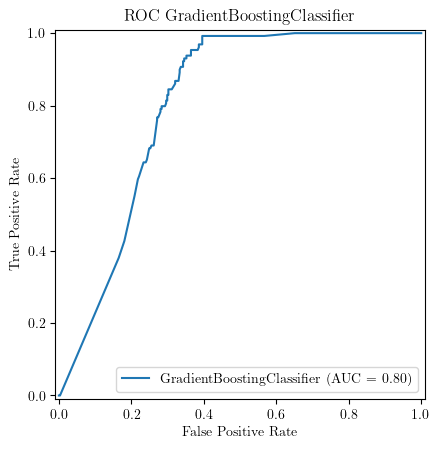 ROC GradientBoostingClassifier
1.0
0.8
0.6
0.4
0.2
0.0
True Positive Rate
GradientBoostingClassifier (AUC = 0.80)
0.0 0.2 0.4 0.6 0.8 1.0
False Positive Rate